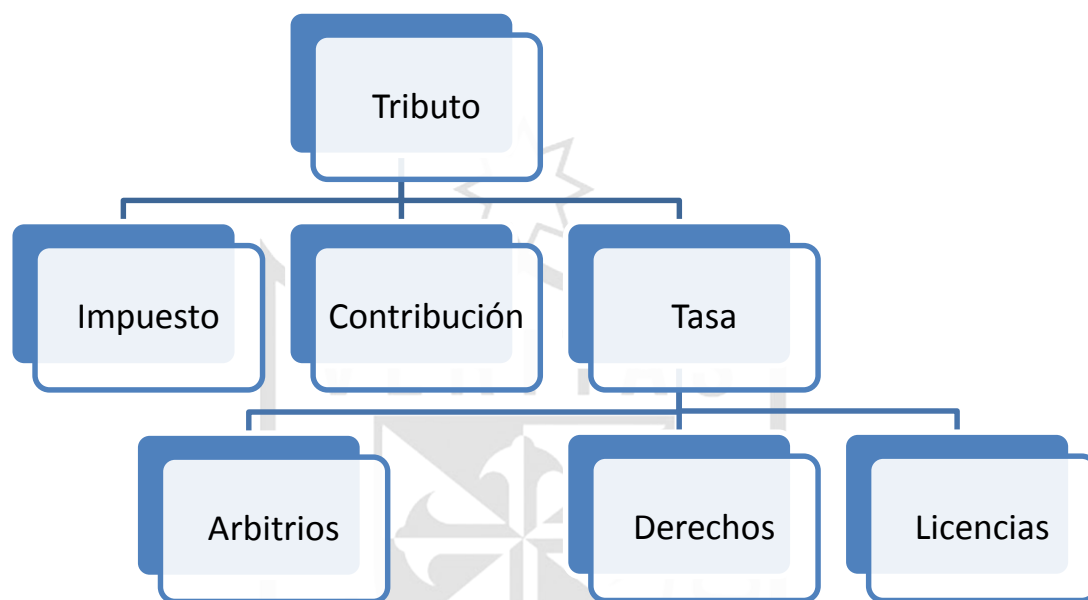 Tributo
Impuesto
Contribución
Tasa
Arbitrios
Derechos
Licencias